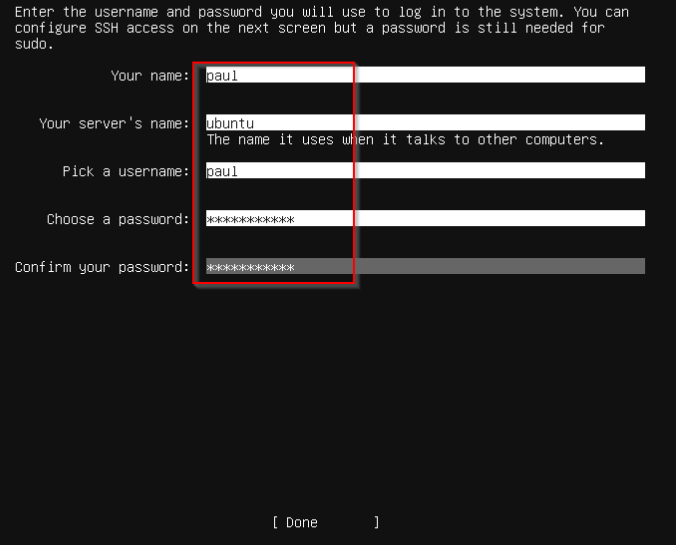 Enter the username and password you will use to log in to the system. You can
configure SSH access on the next screen but a password is still needed for
sudo.
Your name: paul
Your server's name: ubuntu
The name it uses when it talks to other computers.
Pick a username: paul
Choose a password: ***********
Confirm your password: ***********
[ Done ]